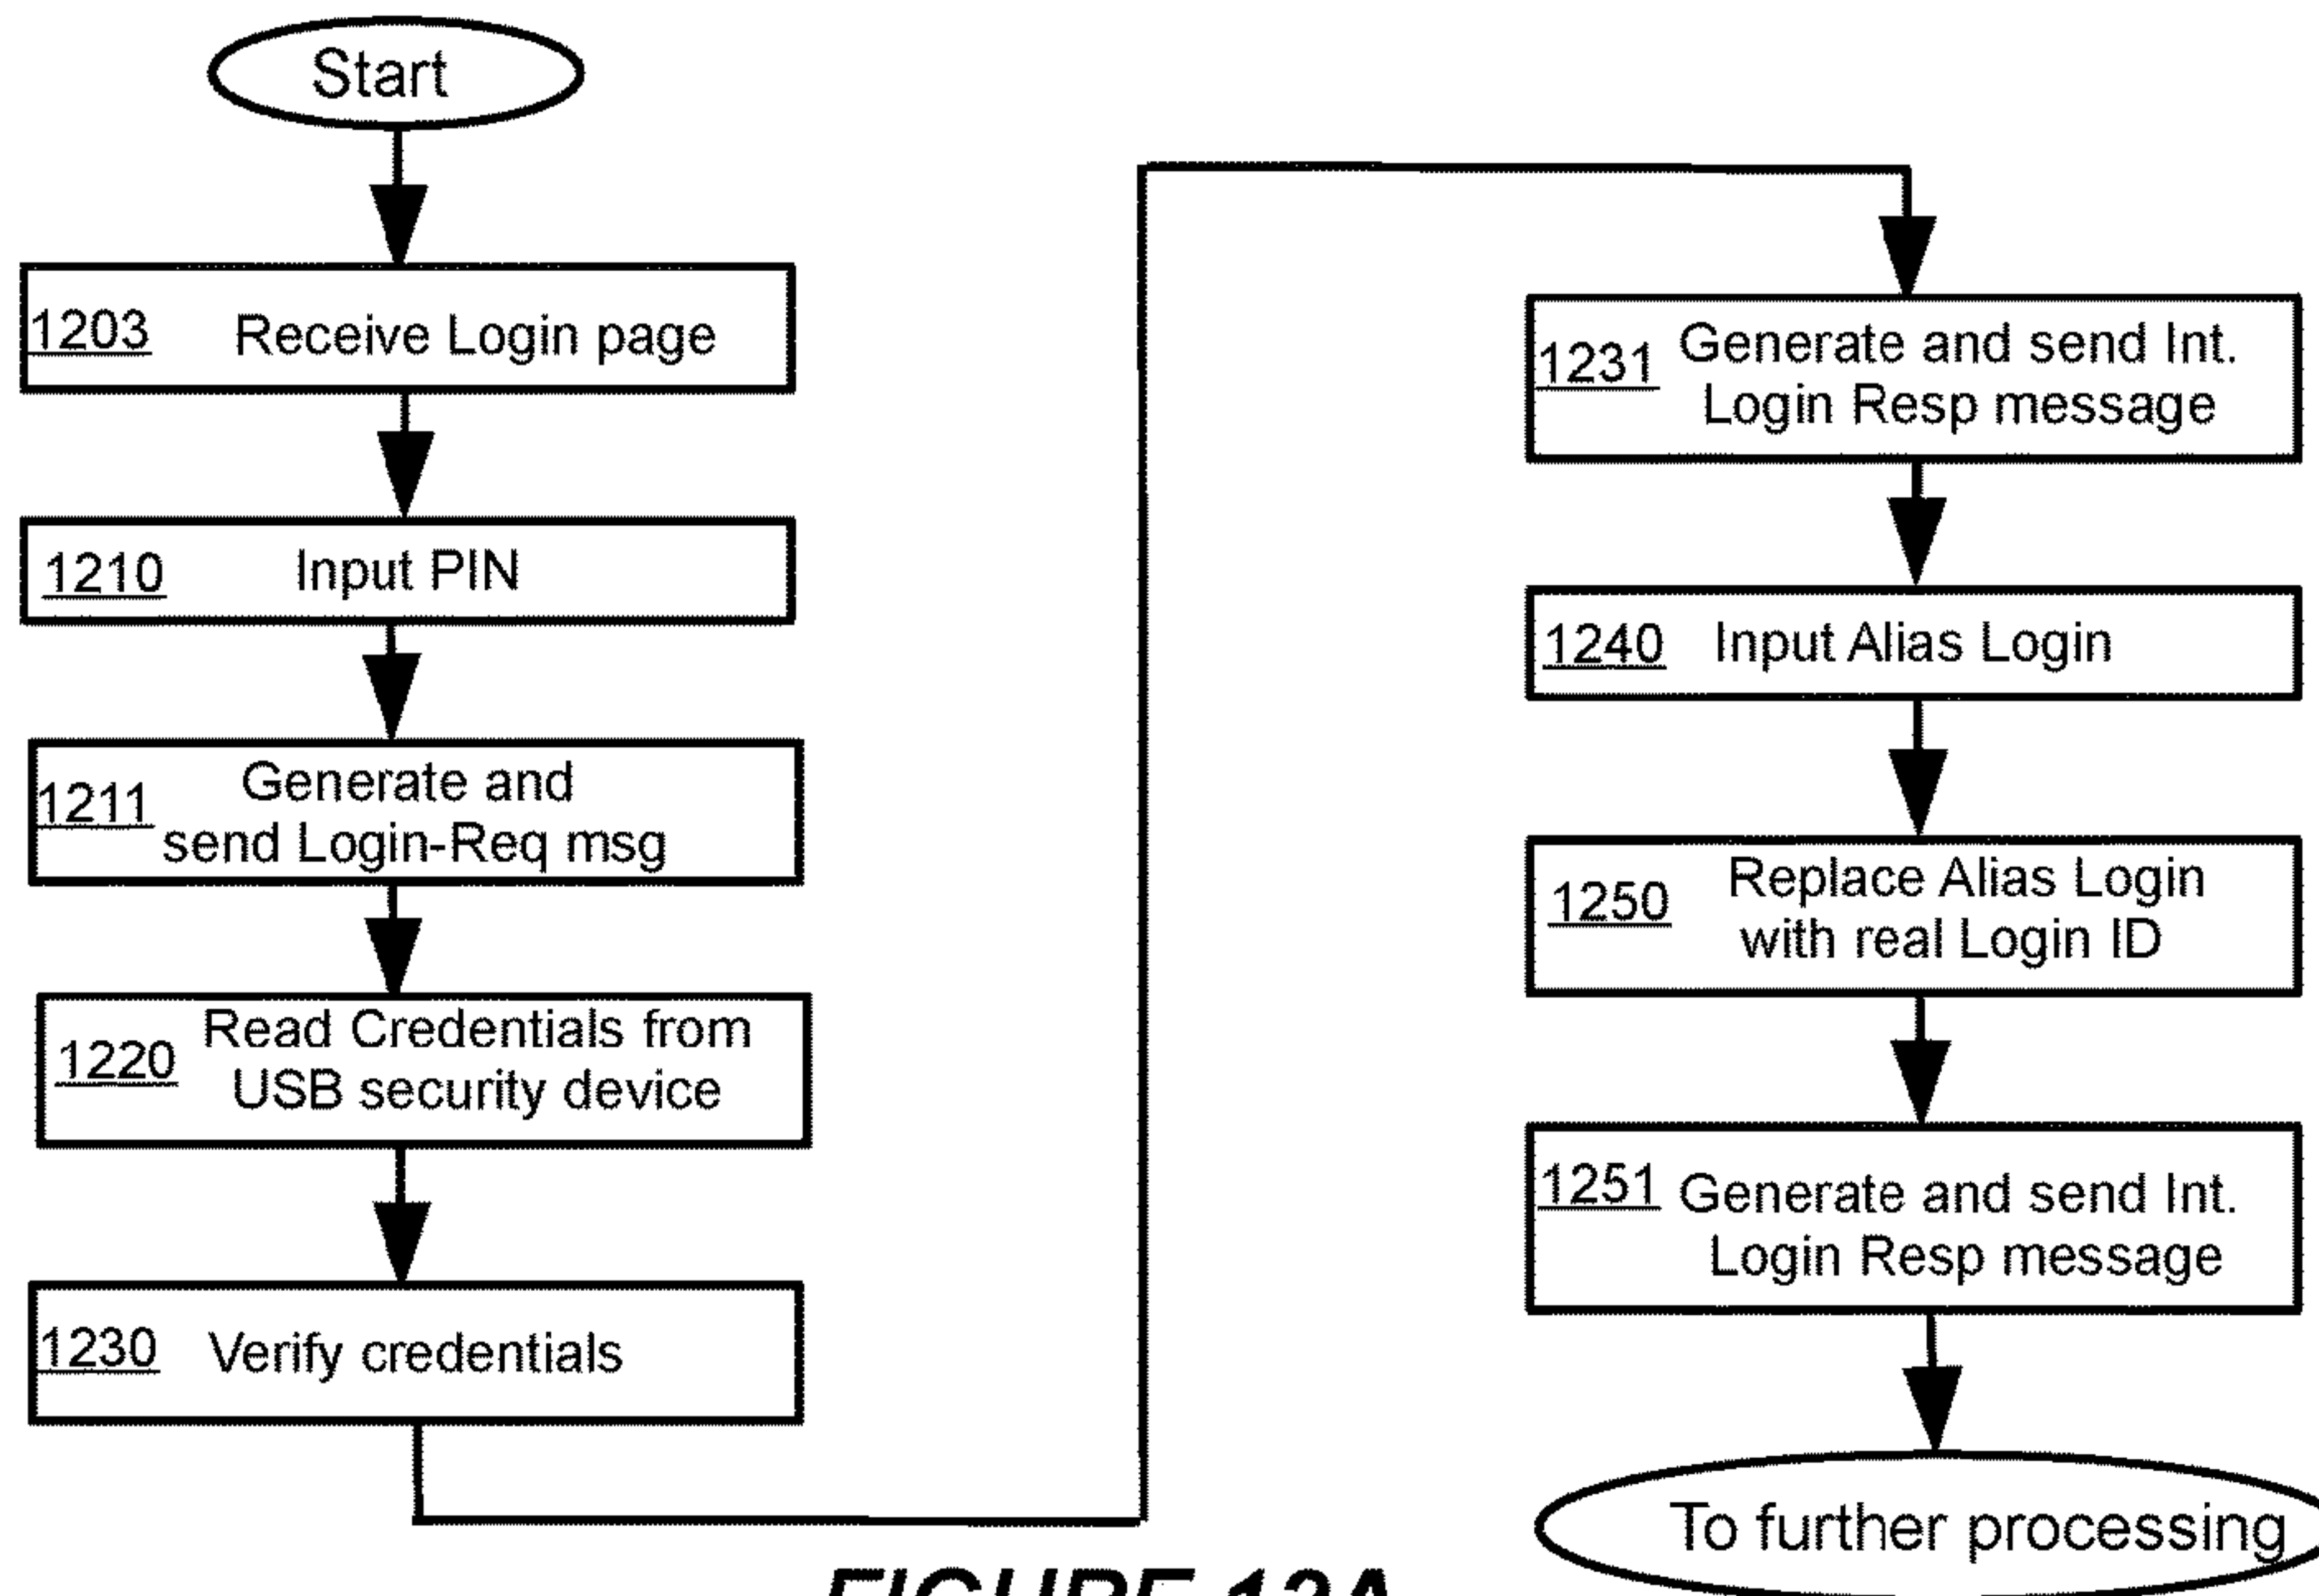 Start
1203 Receive Login page
1210 Input PIN
1211 Generate and
send Login-Req msg
1220 Read Credentials from
USB security device
1230 Verify credentials
1231 Generate and send Int.
Login Resp message
1240 Input Alias Login
1250 Replace Alias Login
with real Login ID
1251 Generate and send Int.
Login Resp message
To further processing